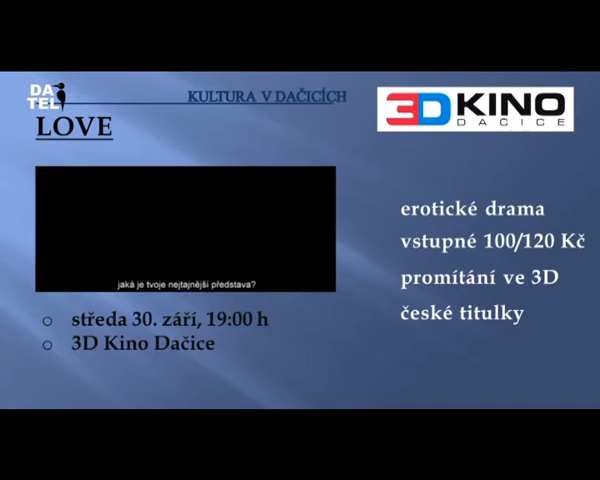 DA
TEL
KULTURA V DAČICÍCH
3D KINO
DACICE
LOVE
jaká je tvoje nejtajnější představa?
erotické drama
vstupné 100/120 Kč
promítání ve 3D
české titulky
středa 30. září, 19:00 h
3D Kino Dačice